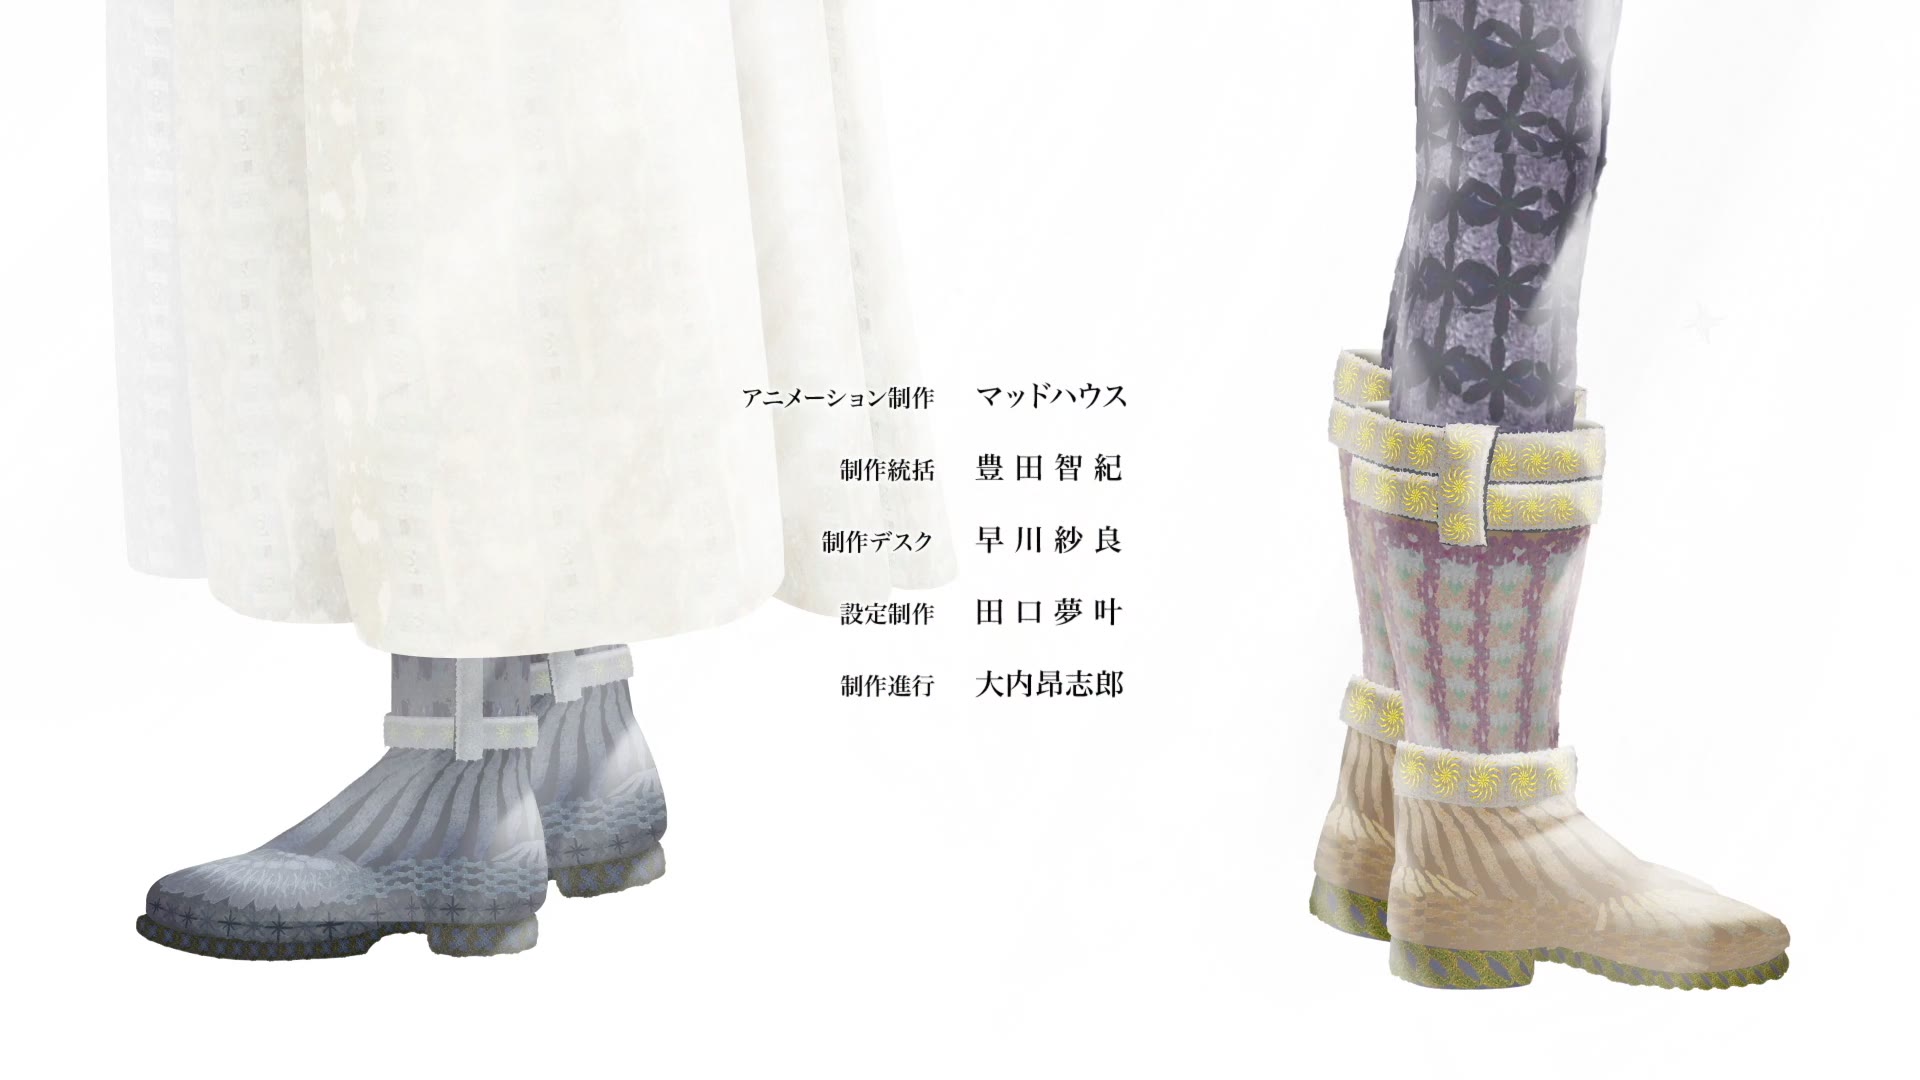 アニメーション制作　マッドハウス
制作統括　豊田智紀
制作デスク　早川紗良
設定制作　田口夢叶
制作進行　大内昂志郎